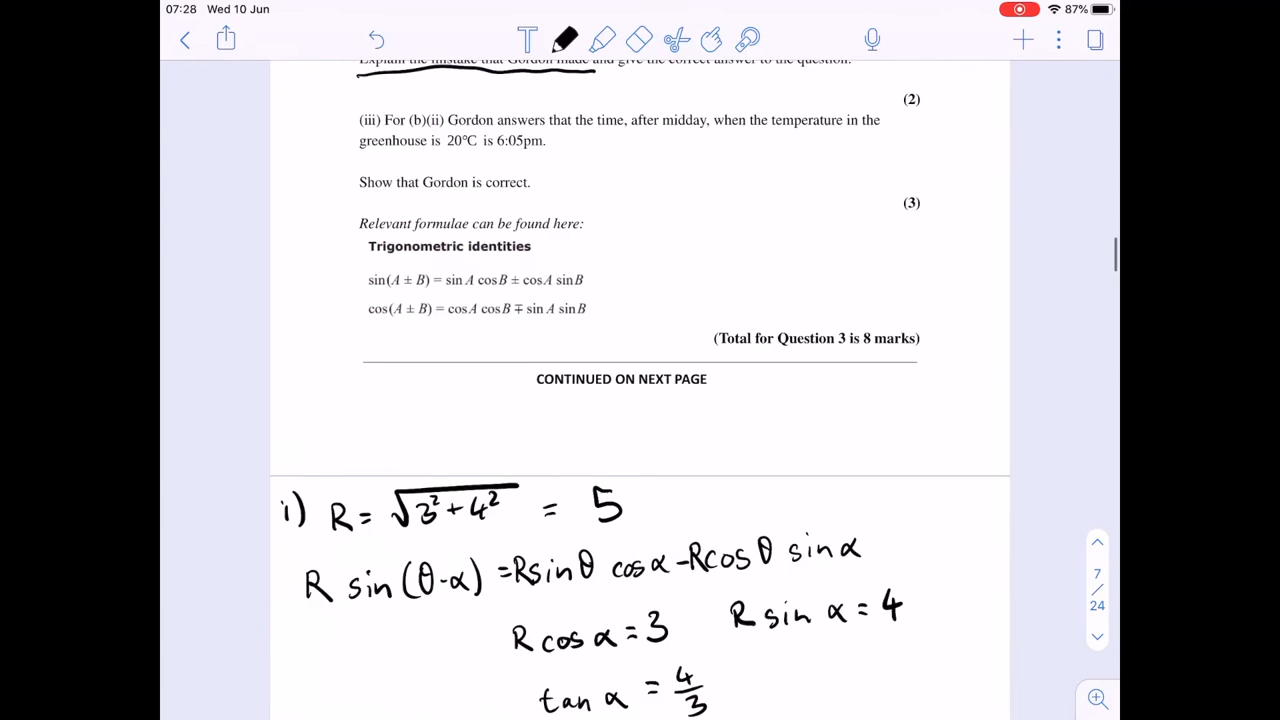 07:28 Wed 10 Jun 87%
Explain the mistake that Gordon made and give the correct answer to the question.
(2)
(iii) For (b)(ii) Gordon answers that the time, after midday, when the temperature in the
greenhouse is 20℃ is 6:05pm.
Show that Gordon is correct.
(3)
Relevant formulae can be found here:
Trigonometric identities
sin(A ± B) = sin A cos B ± cos A sin B
cos(A ± B) = cos A cos B ∓ sin A sin B
(Total for Question 3 is 8 marks)
CONTINUED ON NEXT PAGE
i) R = √3² + 4² = 5
R sin (θ-α) = R sin θ cos α - R cos θ sin α
R cos α = 3 R sin α = 4
tan α = 4/3
7
/
24